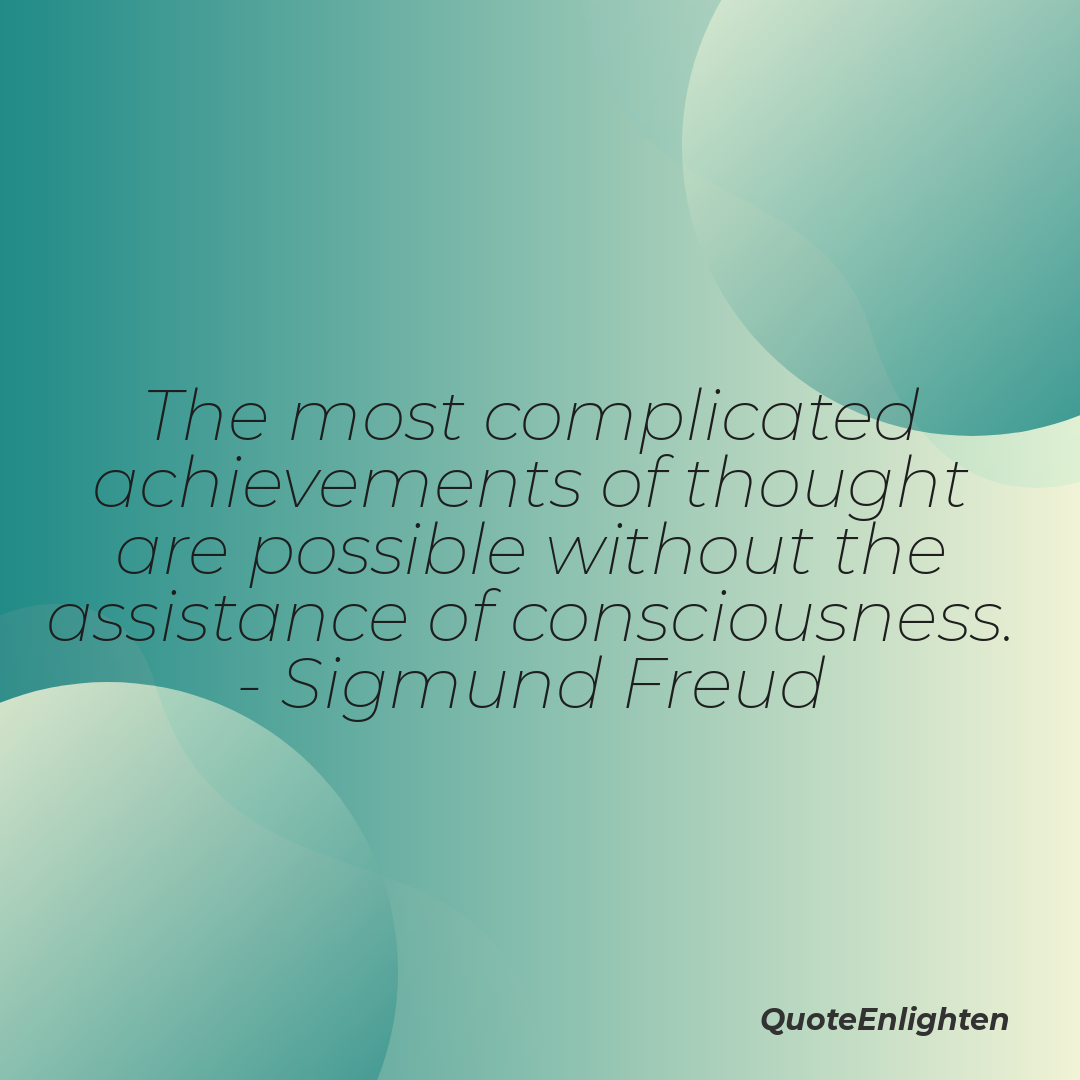 The most complicated
achievements of thought
are possible without the
assistance of consciousness.
- Sigmund Freud
QuoteEnlighten